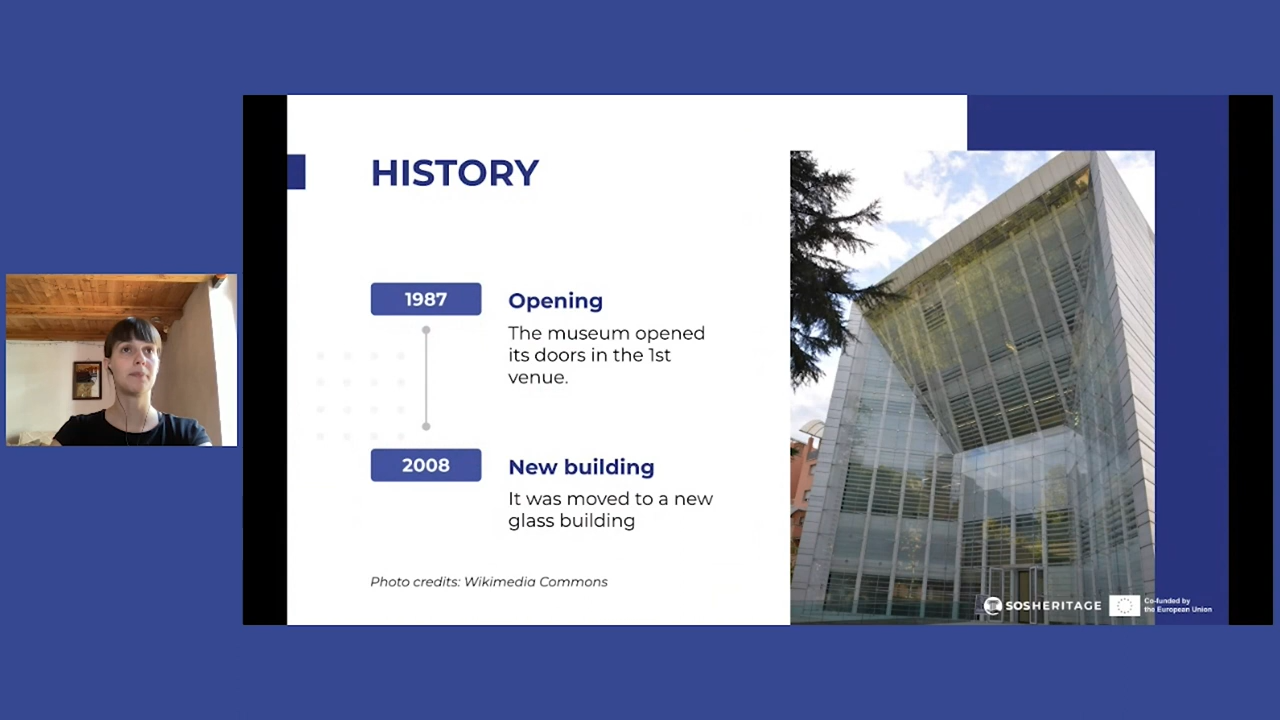 HISTORY
1987
Opening
The museum opened
its doors in the 1st
venue.
2008
New building
It was moved to a new
glass building
Photo credits: Wikimedia Commons
SOSHERITAGE
Co-funded by
the European Union